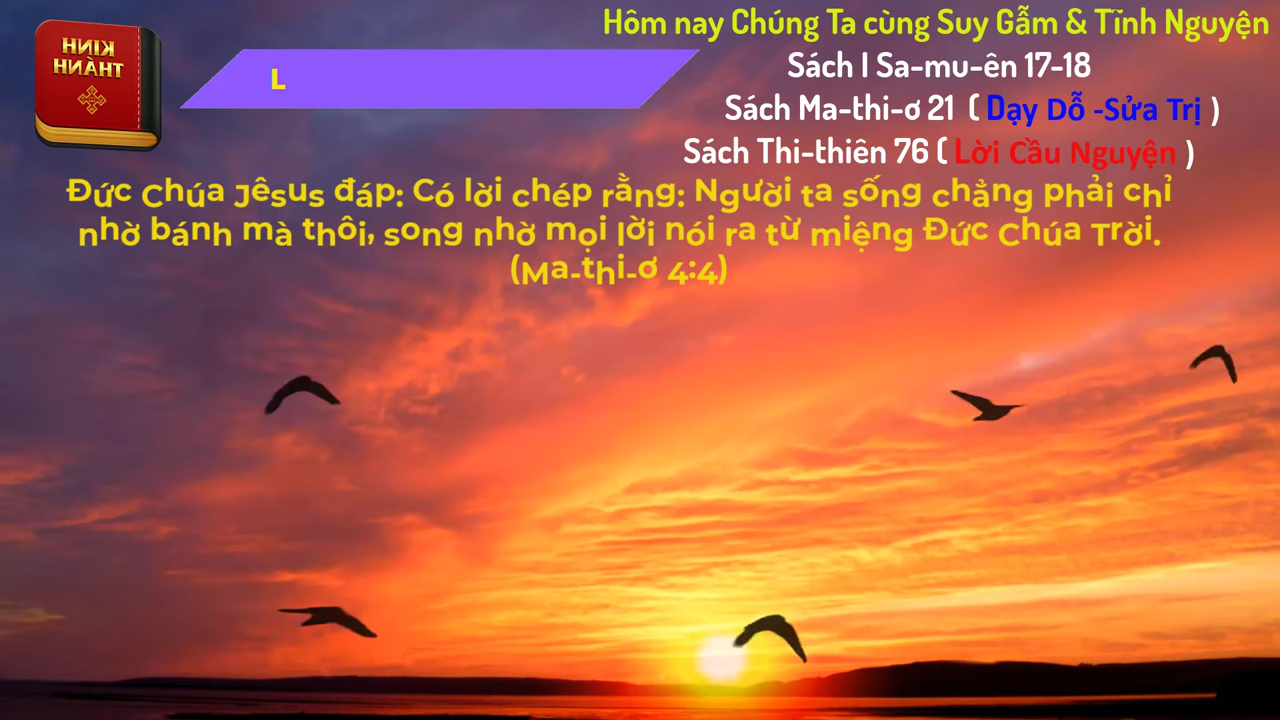 KINH
THÀNH
L
Hôm nay Chúng Ta cùng Suy Gẫm & Tĩnh Nguyện
Sách I Sa-mu-ên 17-18
Sách Ma-thi-ơ 21 ( Dạy Dỗ -Sửa Trị )
Sách Thi-thiên 76 ( Lời Cầu Nguyện )
Đức Chúa Jêsus đáp: Có lời chép rằng: Người ta sống chẳng phải chỉ
nhờ bánh mà thôi, song nhờ mọi lời nói ra từ miệng Đức Chúa Trời.
(Ma-thi-ơ 4:4)